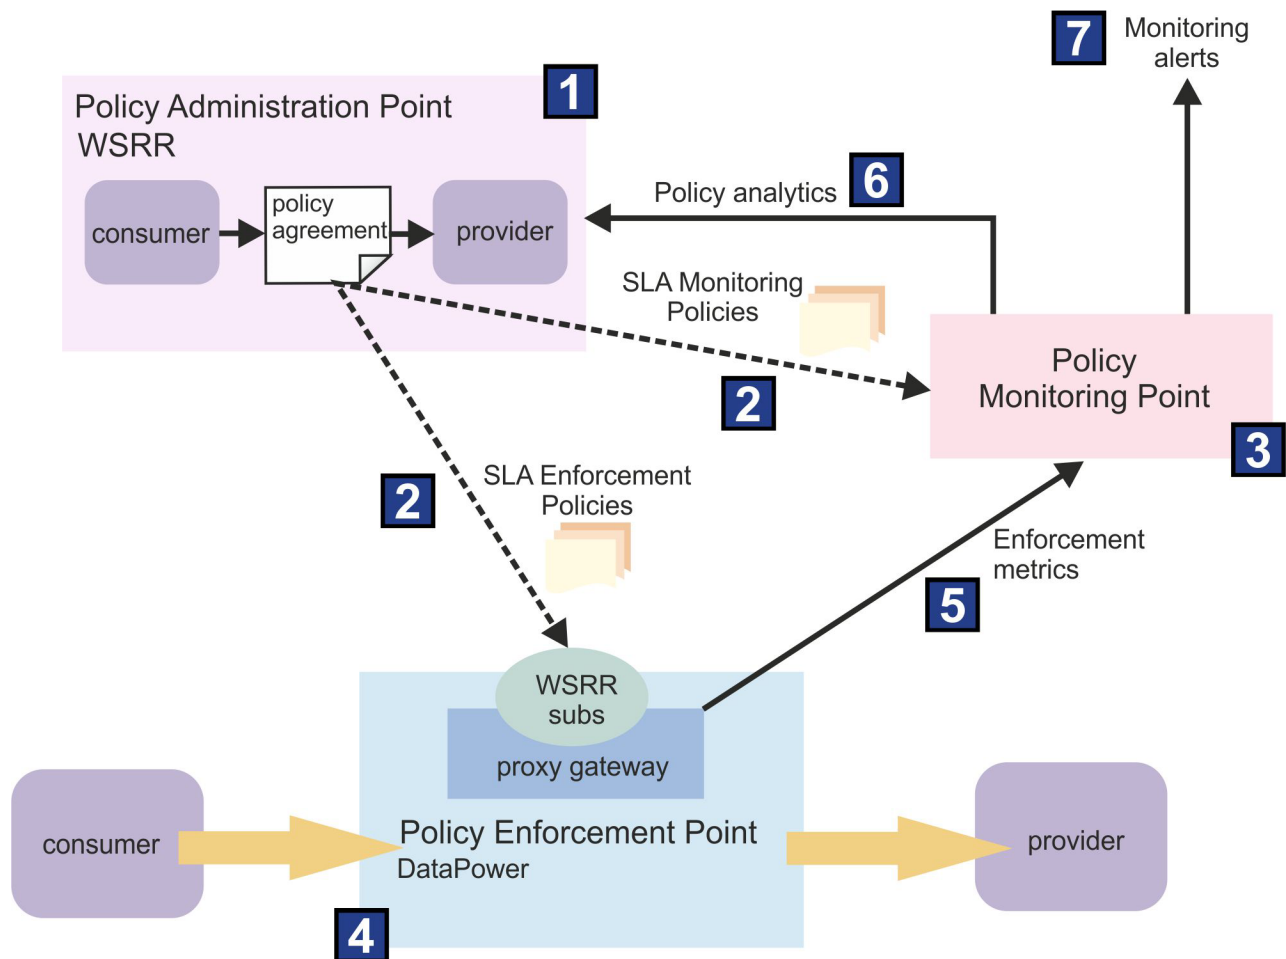 7
Monitoring
alerts
1
Policy Administration Point
WSRR
6
Policy analytics
policy
agreement
consumer
provider
SLA Monitoring
Policies
Policy
Monitoring Point
2
3
SLA Enforcement
Policies
2
Enforcement
metrics
5
WSRR
subs
proxy gateway
Policy Enforcement Point
DataPower
consumer
provider
4